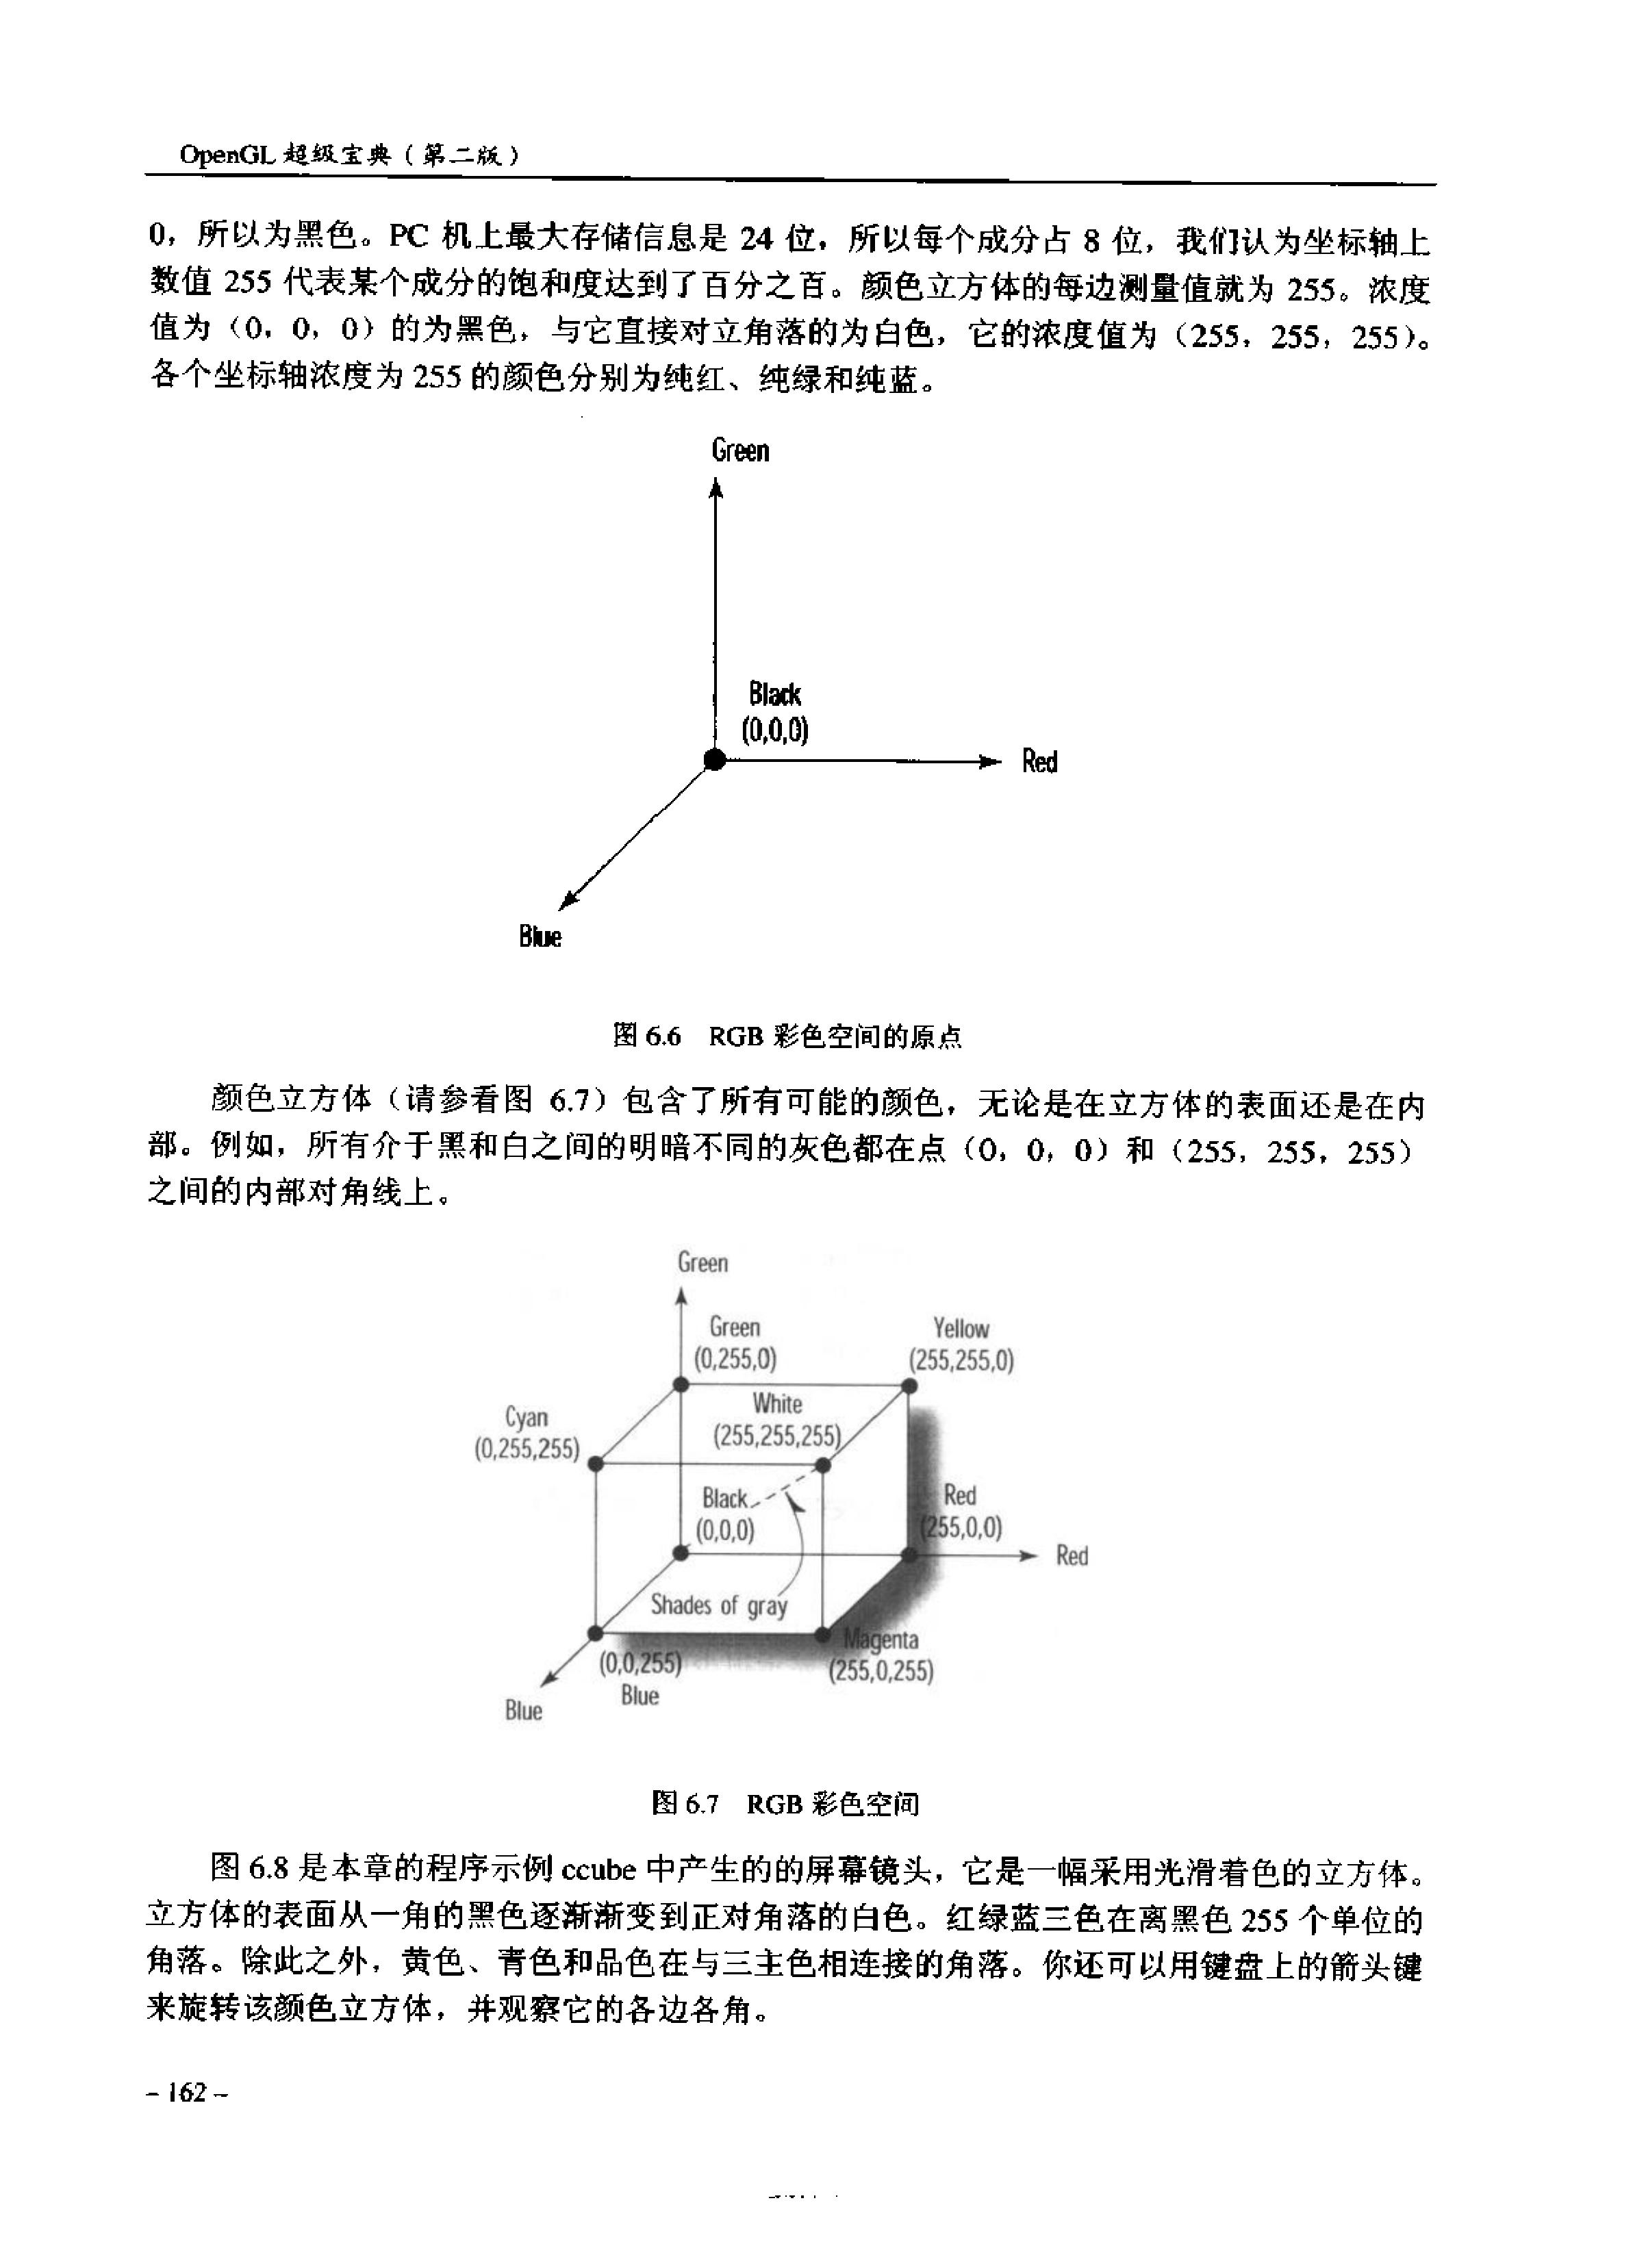 OpenGL 超级宝典（第二版）
0，所以为黑色。PC 机上最大存储信息是 24 位，所以每个成分占 8 位，我们认为坐标轴上
数值 255 代表某个成分的饱和度达到了百分之百。颜色立方体的每边测量值就为 255。浓度
值为（0，0，0）的为黑色，与它直接对立角落的为白色，它的浓度值为（255，255，255）。
各个坐标轴浓度为 255 的颜色分别为纯红、纯绿和纯蓝。
Green
Black
(0,0,0)
Red
Blue
图 6.6 RGB 彩色空间的原点
颜色立方体（请参看图 6.7）包含了所有可能的颜色，无论是在立方体的表面还是在内
部。例如，所有介于黑和白之间的明暗不同的灰色都在点（0，0，0）和（255，255，255）
之间的内部对角线上。
Green
Green
(0,255,0)
Yellow
(255,255,0)
White
(255,255,255)
Cyan
(0,255,255)
Black
(0,0,0)
Red
(255,0,0)
Red
Shades of gray
Magenta
(255,0,255)
(0,0,255)
Blue
Blue
图 6.7 RGB 彩色空间
图 6.8 是本章的程序示例 ccube 中产生的的屏幕镜头，它是一幅采用光滑着色的立方体。
立方体的表面从一角的黑色逐渐渐变到正对角落的白色。红绿蓝三色在离黑色 255 个单位的
角落。除此之外，黄色、青色和品色在与三主色相连接的角落。你还可以用键盘上的箭头键
来旋转该颜色立方体，并观察它的各边各角。
- 162 -